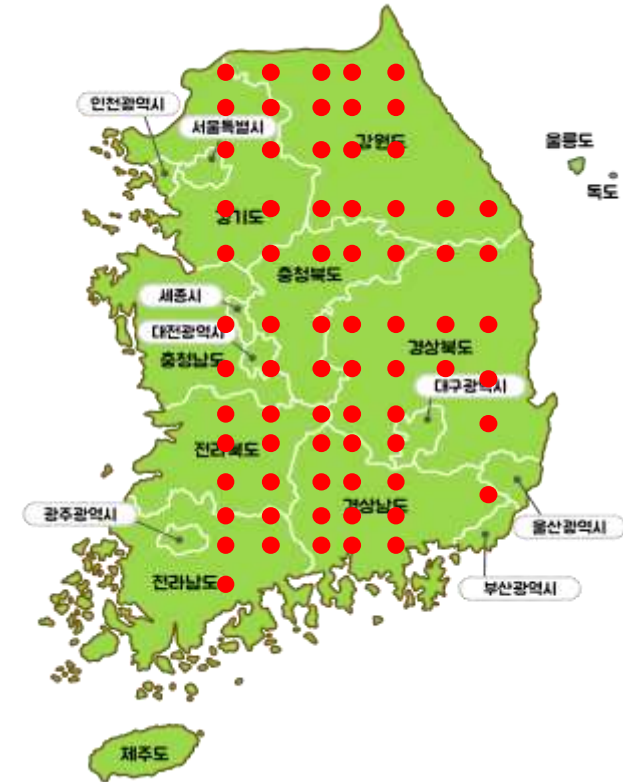 인천광역시
서울특별시
강원도
울릉도
독도
경기도
충청북도
세종시
대전광역시
충청남도
경상북도
대구광역시
전라북도
경상남도
광주광역시
울산광역시
전라남도
부산광역시
제주도